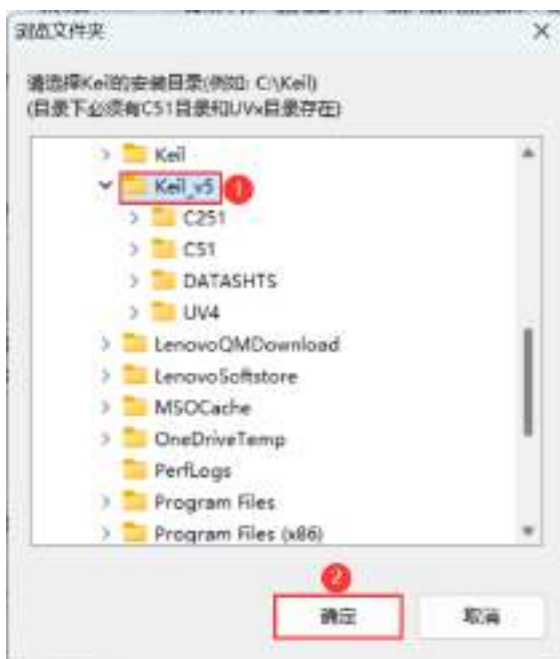 浏览文件夹
请选择Keil的安装目录(例如: C:\Keil)
(目录下必须有C51目录和UVx目录存在)
Keil
Keil_v5
1
C251
C51
DATASHTS
UV4
LenovoQMDownload
LenovoSoftstore
MSOCache
OneDriveTemp
PerfLogs
Program Files
Program Files (x86)
2
确定
取消